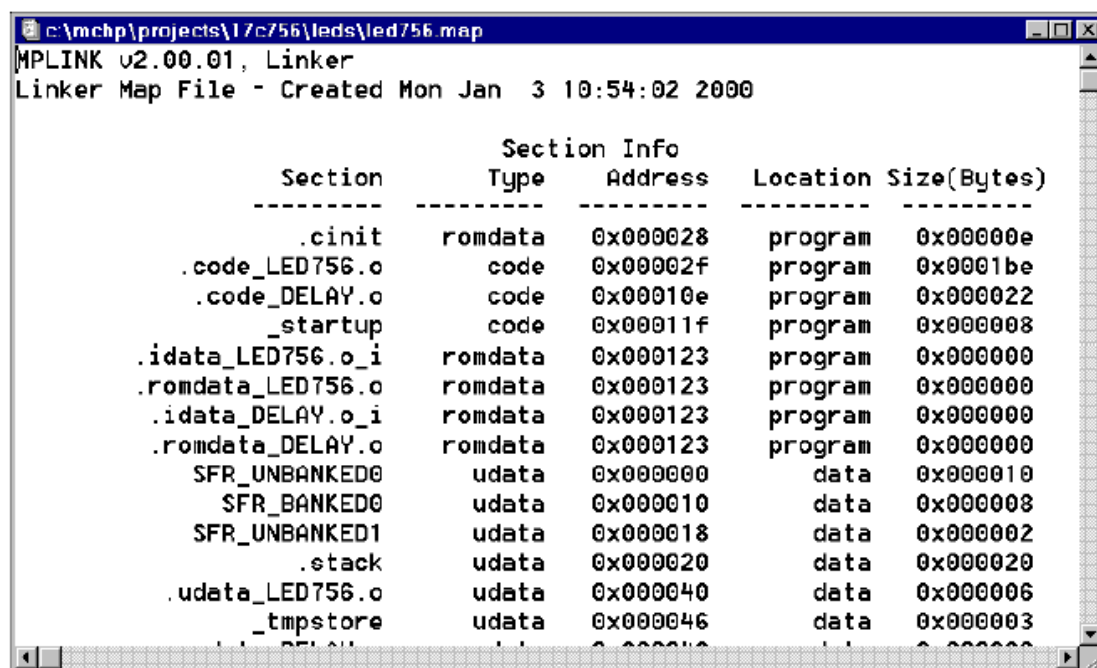 c:\mchp\projects\17c756\leds\led756.map
MPLINK v2.00.01, Linker
Linker Map File - Created Mon Jan  3 10:54:02 2000
Section Info
Section Type Address Location Size(Bytes)
--------- --------- --------- --------- ---------
.cinit romdata 0x000028 program 0x00000e
.code_LED756.o code 0x00002f program 0x0001be
.code_DELAY.o code 0x00010e program 0x000022
_startup code 0x00011f program 0x000008
.idata_LED756.o_i romdata 0x000123 program 0x000000
.romdata_LED756.o romdata 0x000123 program 0x000000
.idata_DELAY.o_i romdata 0x000123 program 0x000000
.romdata_DELAY.o romdata 0x000123 program 0x000000
SFR_UNBANKED0 udata 0x000000 data 0x000010
SFR_BANKED0 udata 0x000010 data 0x000008
SFR_UNBANKED1 udata 0x000018 data 0x000002
.stack udata 0x000020 data 0x000020
.udata_LED756.o udata 0x000040 data 0x000006
_tmpstore udata 0x000046 data 0x000003